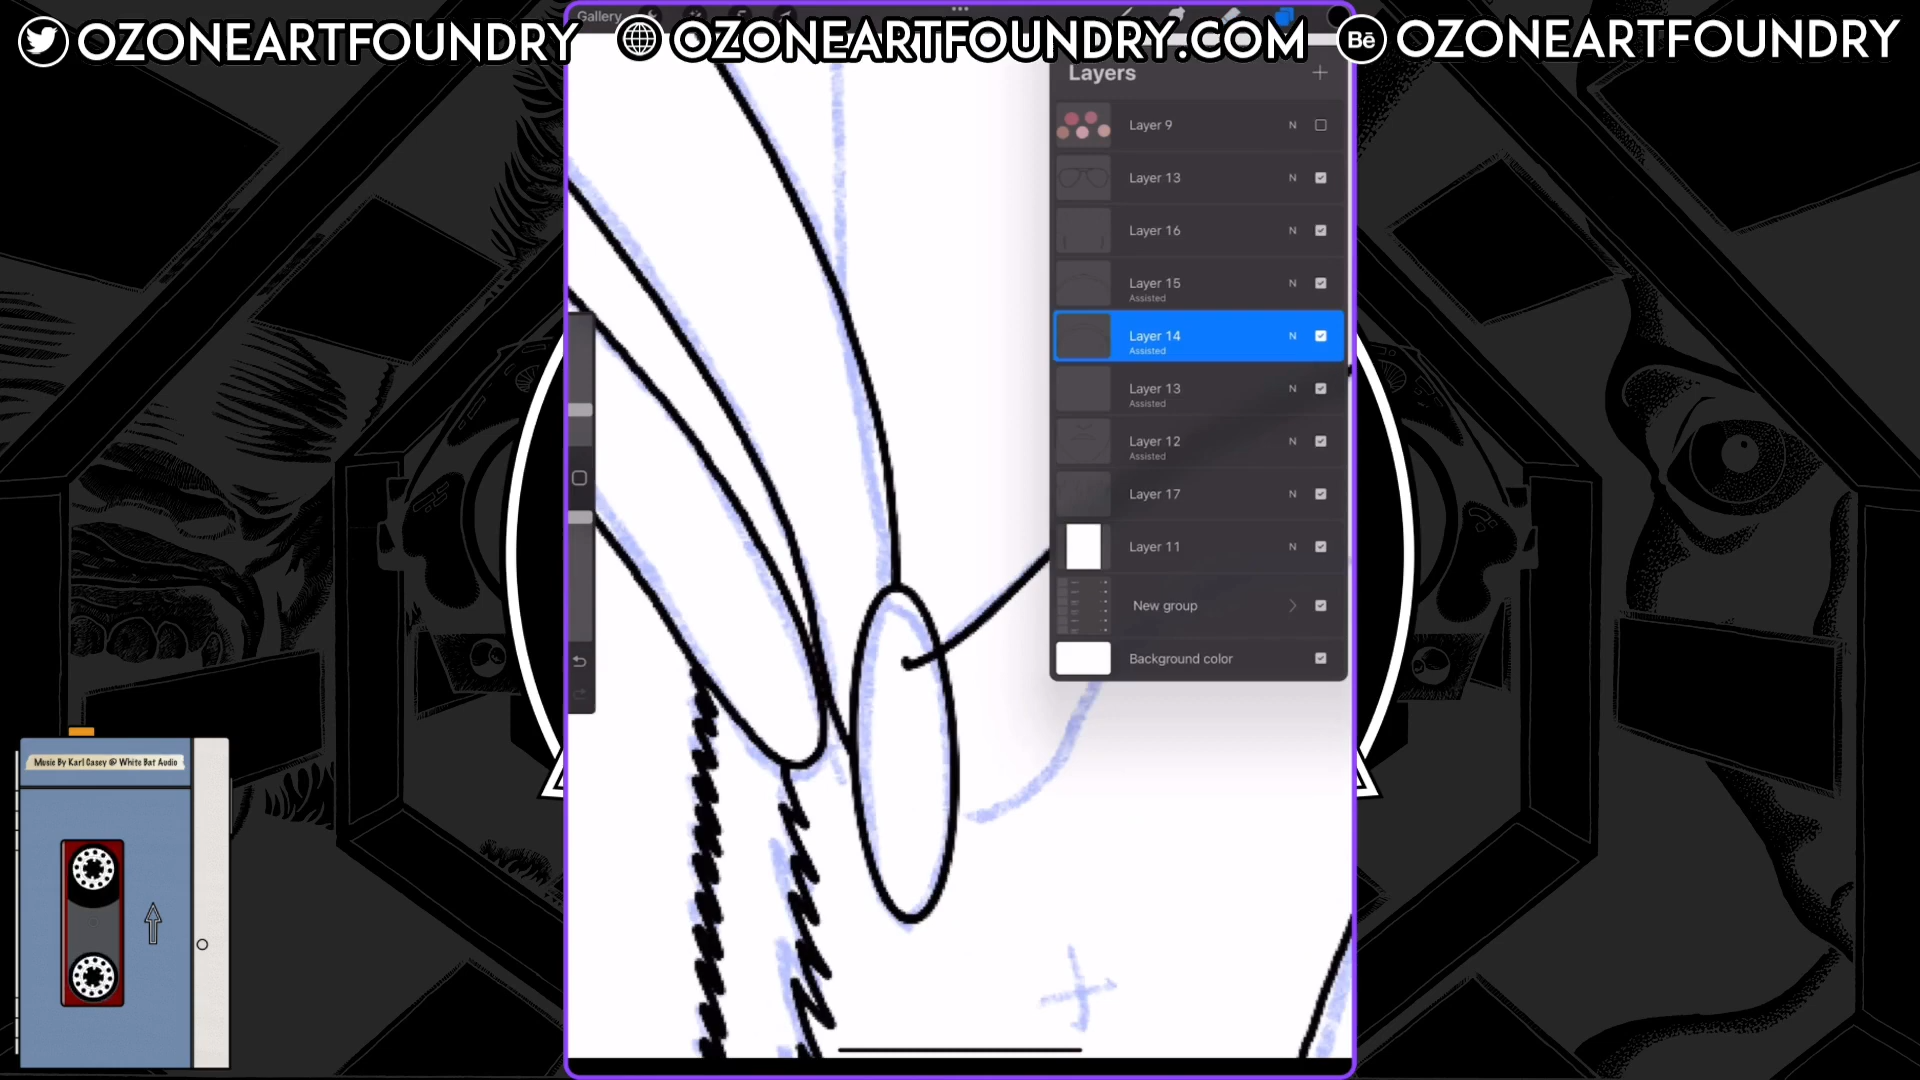 OZONEARTFOUNDRY
OZONEARTFOUNDRY.COM
Bē OZONEARTFOUNDRY
Gallery
Layers
Layer 9 N
Layer 13 N
Layer 16 N
Layer 15 N
Assisted
Layer 14 N
Assisted
Layer 13 N
Assisted
Layer 12 N
Assisted
Layer 17 N
Layer 11 N
New group
Background color
Music By Karl Casey @ White Bat Audio